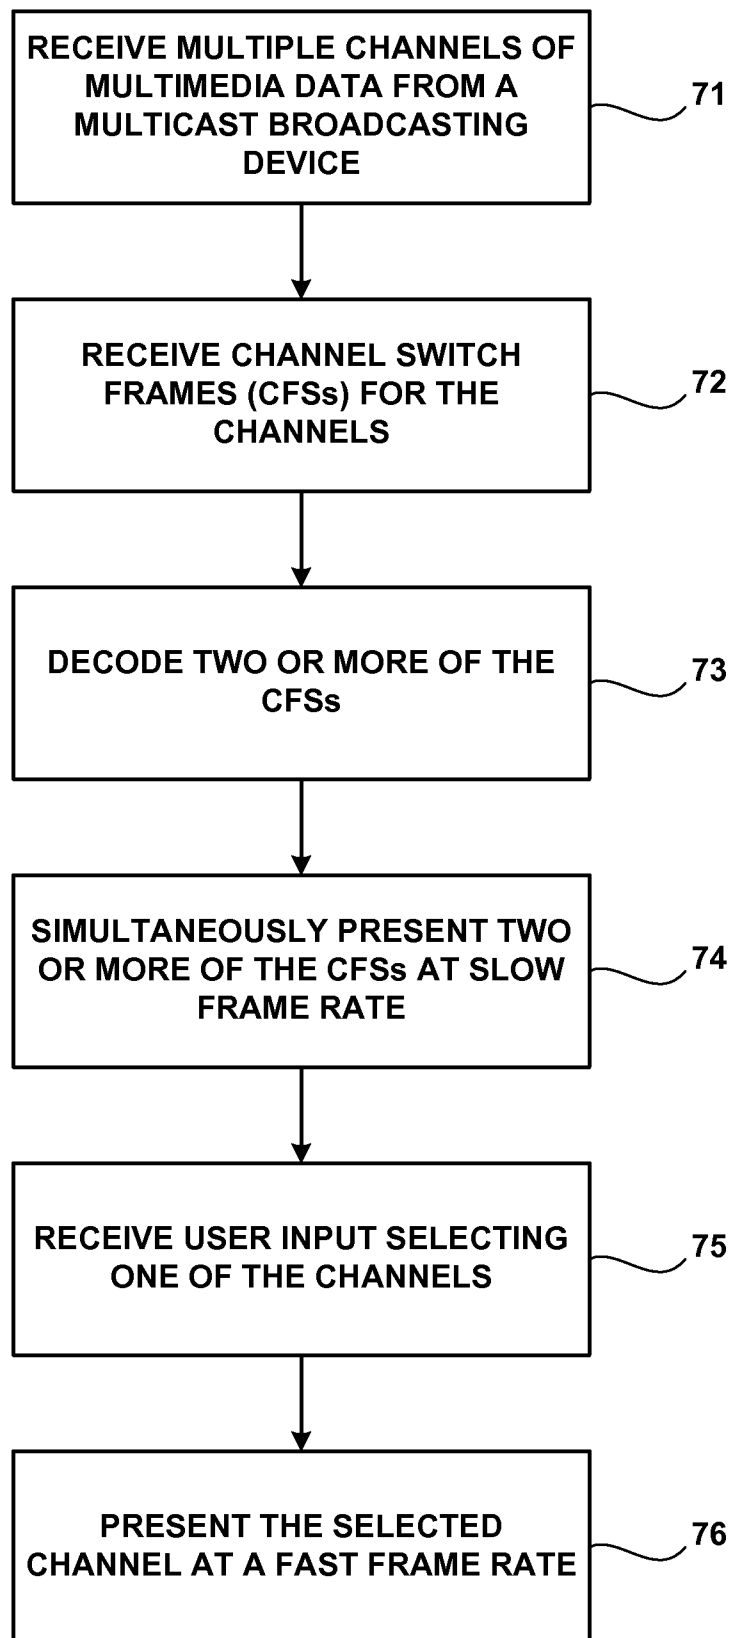 RECEIVE MULTIPLE CHANNELS OF
MULTIMEDIA DATA FROM A
MULTICAST BROADCASTING
DEVICE
71
RECEIVE CHANNEL SWITCH
FRAMES (CFSs) FOR THE
CHANNELS
72
DECODE TWO OR MORE OF THE
CFSs
73
SIMULTANEOUSLY PRESENT TWO
OR MORE OF THE CFSs AT SLOW
FRAME RATE
74
RECEIVE USER INPUT SELECTING
ONE OF THE CHANNELS
75
PRESENT THE SELECTED
CHANNEL AT A FAST FRAME RATE
76